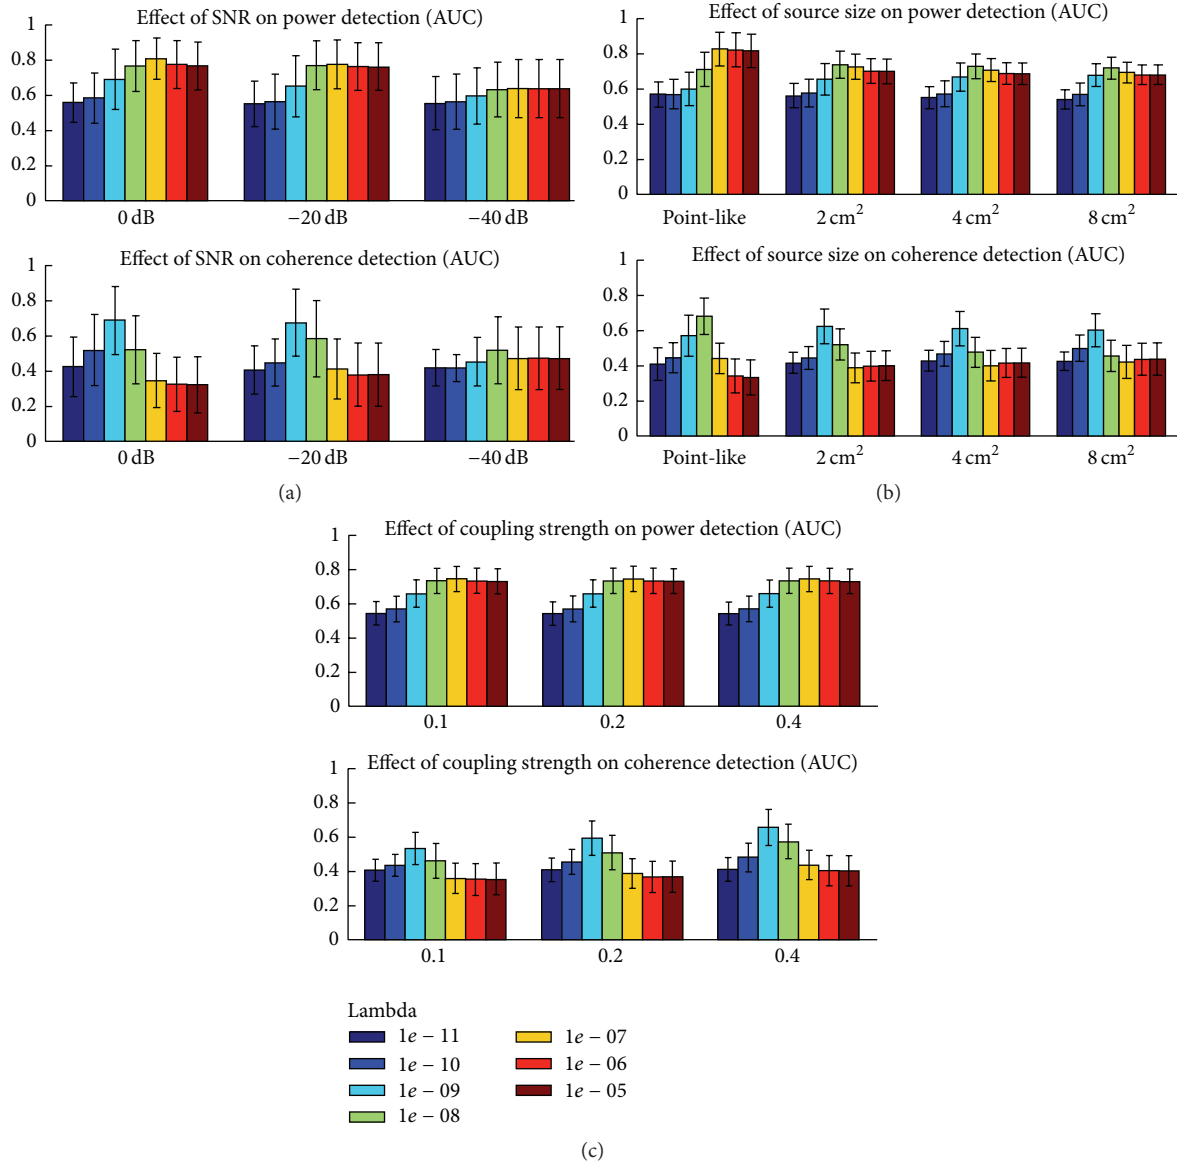 Effect of SNR on power detection (AUC)
1
0.8
0.6
0.4
0.2
0
0 dB
−20 dB
−40 dB
Effect of SNR on coherence detection (AUC)
1
0.8
0.6
0.4
0.2
0
0 dB
−20 dB
−40 dB
(a)
Effect of source size on power detection (AUC)
1
0.8
0.6
0.4
0.2
0
Point-like
2 cm²
4 cm²
8 cm²
Effect of source size on coherence detection (AUC)
1
0.8
0.6
0.4
0.2
0
Point-like
2 cm²
4 cm²
8 cm²
(b)
Effect of coupling strength on power detection (AUC)
1
0.8
0.6
0.4
0.2
0
0.1
0.2
0.4
Effect of coupling strength on coherence detection (AUC)
1
0.8
0.6
0.4
0.2
0
0.1
0.2
0.4
Lambda
1e − 11
1e − 10
1e − 09
1e − 08
1e − 07
1e − 06
1e − 05
(c)